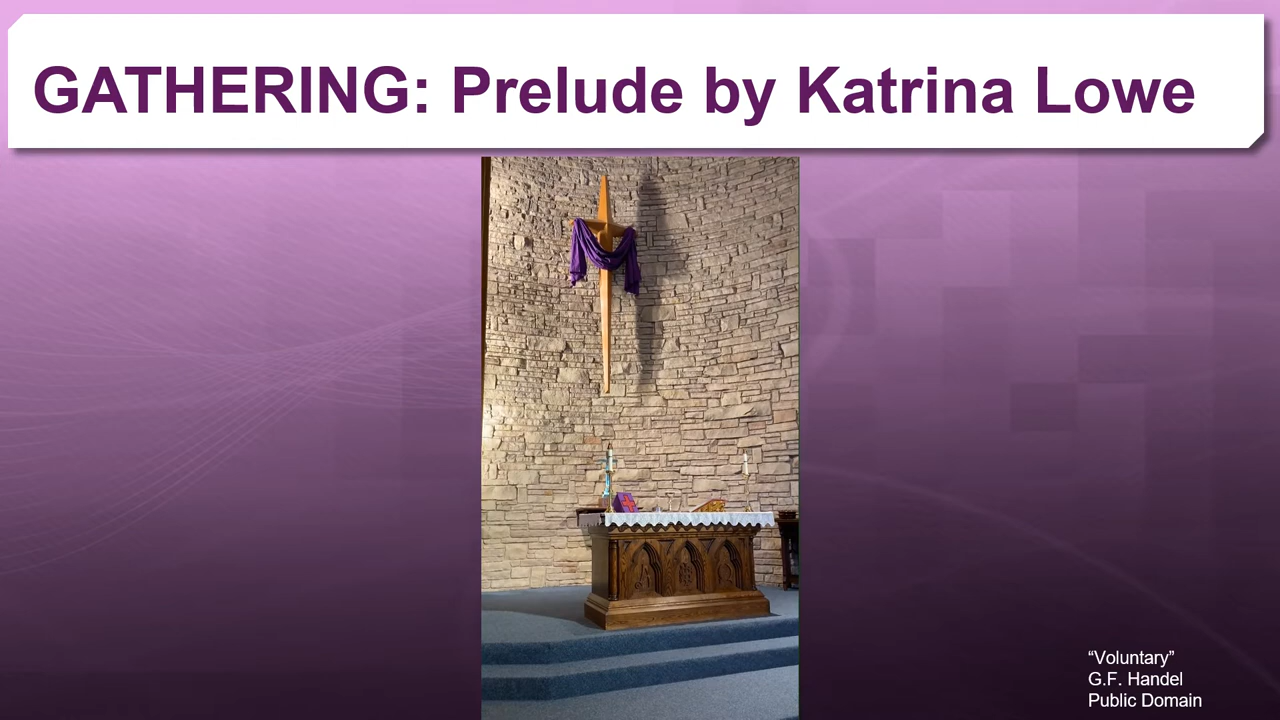 GATHERING: Prelude by Katrina Lowe
“Voluntary”
G.F. Handel
Public Domain